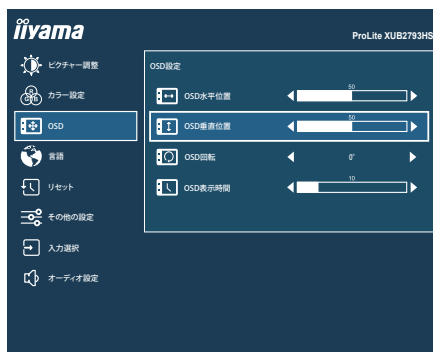 iiyama
ProLite XUB2793HS
ピクチャー調整
カラー設定
OSD
言語
リセット
その他の設定
入力選択
オーディオ設定
OSD設定
OSD水平位置
50
OSD垂直位置
50
OSD回転
0°
OSD表示時間
10